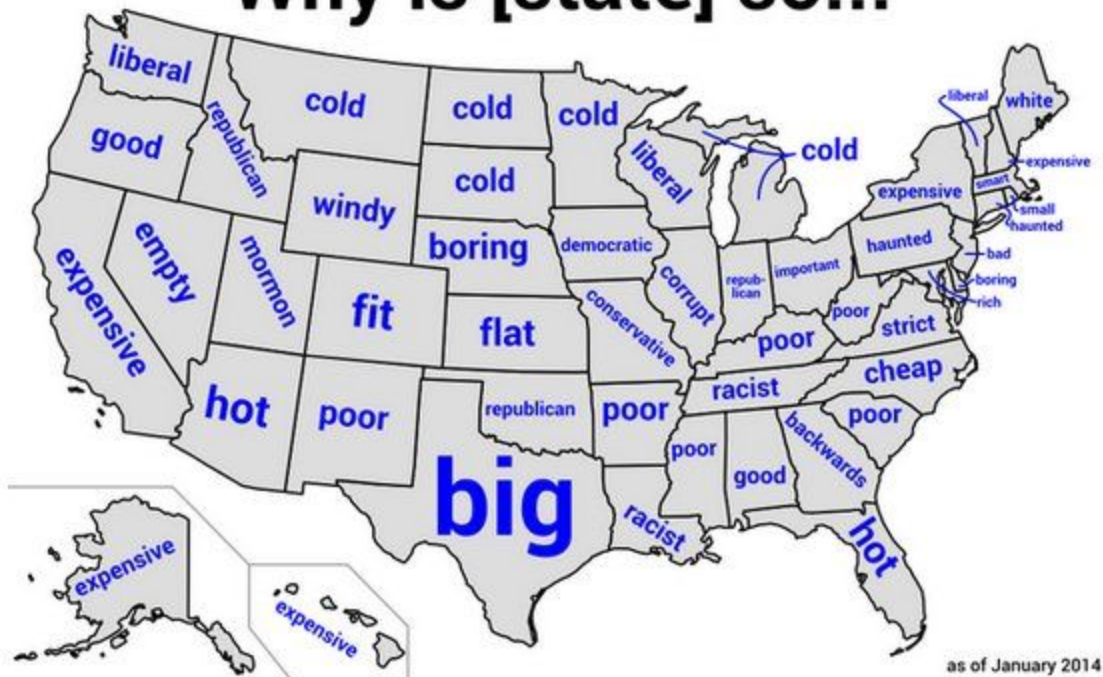 Why is [state] so...
liberal
cold
cold
cold
liberal
white
good
republican
cold
liberal
cold
expensive
expensive
smart
small
haunted
windy
boring
democratic
haunted
bad
boring
rich
expensive
empty
mormon
fit
flat
conservative
corrupt
repub-
lican
important
poor
strict
poor
cheap
racist
hot
poor
republican
poor
poor
good
backwards
poor
big
racist
hot
expensive
expensive
as of January 2014